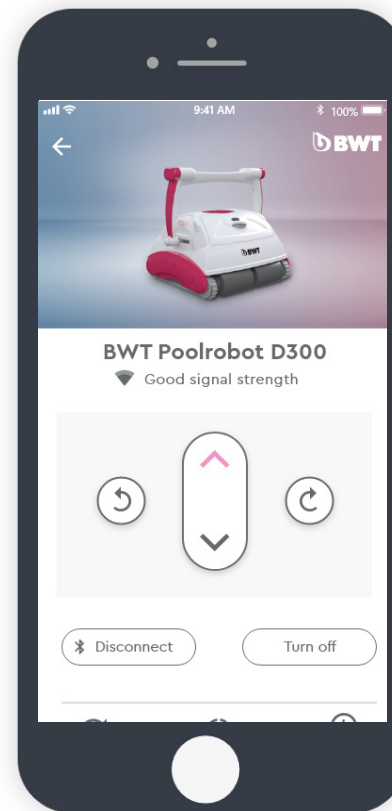 9:41 AM
100%
BWT
BWT
BWT Poolrobot D300
Good signal strength
Disconnect
Turn off